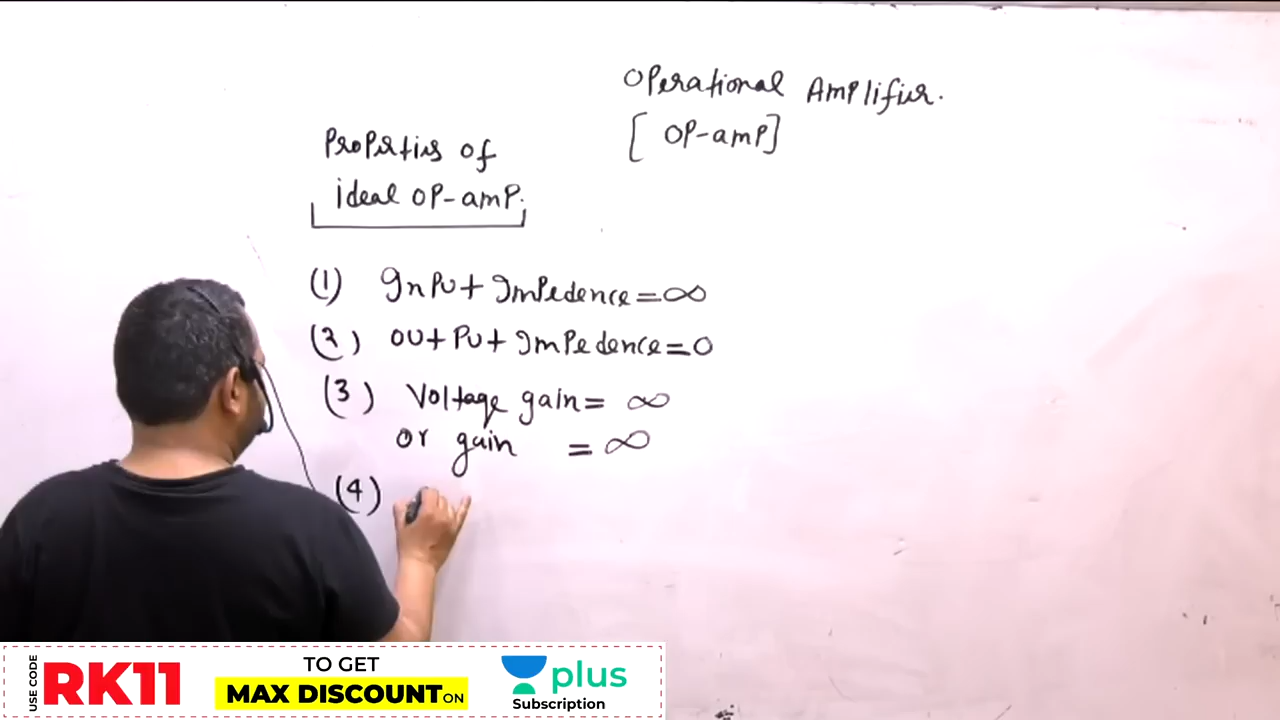 Operational Amplifier.
[ OP-amP]
Properties of
ideal OP-amP.
(1) InPut ImPedence = ∞
(2) OutPut ImPedence = 0
(3) Voltage gain = ∞
or gain = ∞
(4)
USE CODE
RK11
TO GET
MAX DISCOUNT ON
plus
Subscription